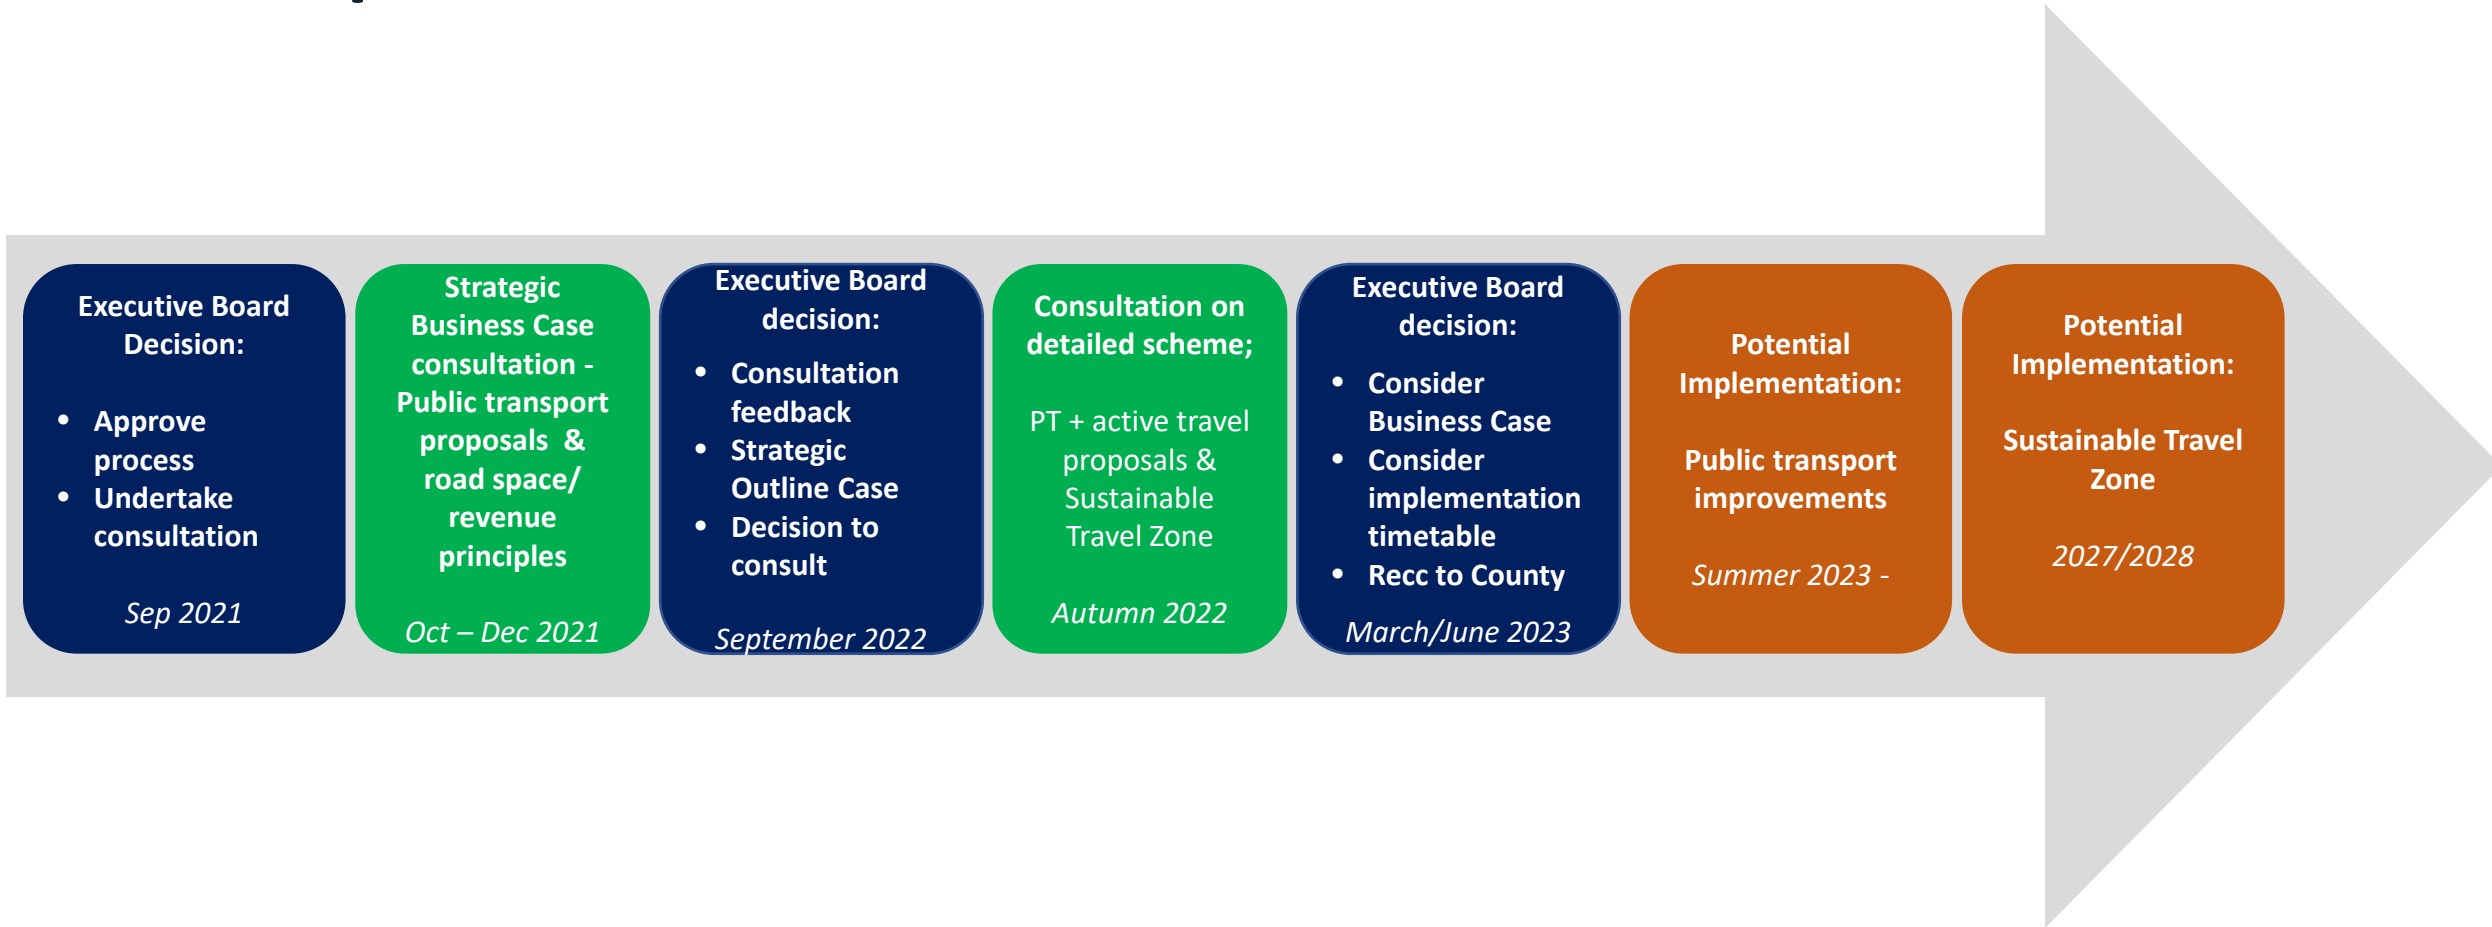 Executive Board
Decision:
• Approve
process
• Undertake
consultation
Sep 2021
Strategic
Business Case
consultation -
Public transport
proposals & 
road space/
revenue
principles
Oct – Dec 2021
Executive Board
decision:
• Consultation
feedback
• Strategic
Outline Case
• Decision to
consult
September 2022
Consultation on
detailed scheme;
PT + active travel
proposals &
Sustainable
Travel Zone
Autumn 2022
Executive Board
decision:
• Consider
Business Case
• Consider
implementation
timetable
• Recc to County
March/June 2023
Potential
Implementation:
Public transport
improvements
Summer 2023 -
Potential
Implementation:
Sustainable Travel
Zone
2027/2028